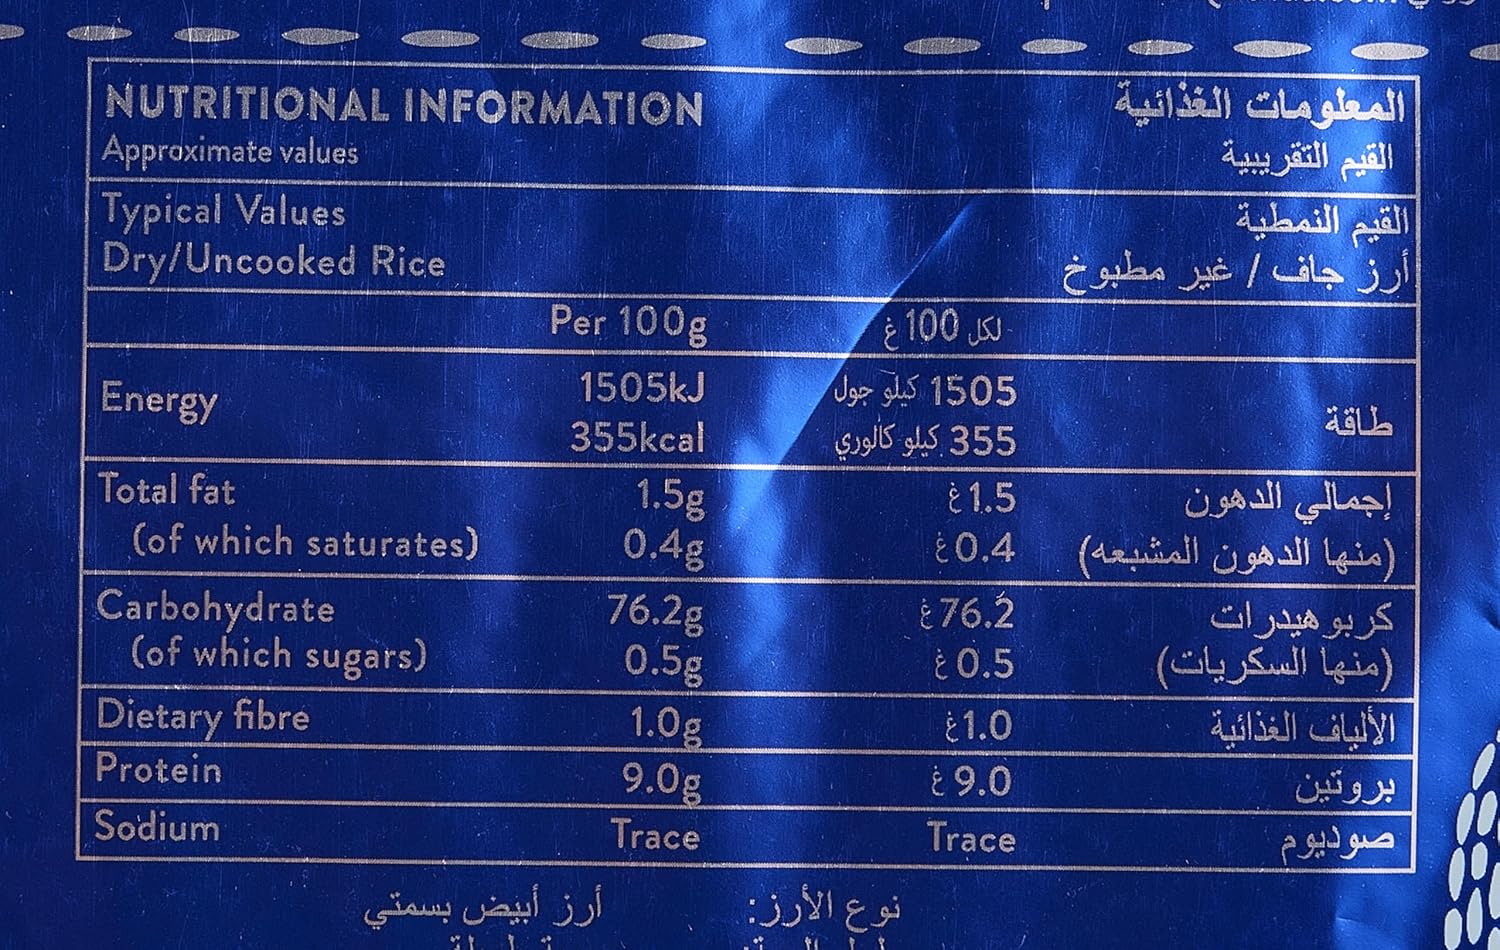 NUTRITIONAL INFORMATION المعلومات الغذائية
Approximate values القيم التقريبية
Typical Values القيم النمطية
Dry/Uncooked Rice أرز جاف / غير مطبوخ
Per 100g لكل 100 غ
Energy 1505kJ 1505 كيلو جول طاقة
355kcal 355 كيلو كالوري
Total fat 1.5g 1.5 غ إجمالي الدهون
(of which saturates) 0.4g 0.4 غ (منها الدهون المشبعه)
Carbohydrate 76.2g 76.2 غ كربوهيدرات
(of which sugars) 0.5g 0.5 غ (منها السكريات)
Dietary fibre 1.0g 1.0 غ الألياف الغذائية
Protein 9.0g 9.0 غ بروتين
Sodium Trace Trace صوديوم
نوع الأرز: أرز أبيض بسمتي